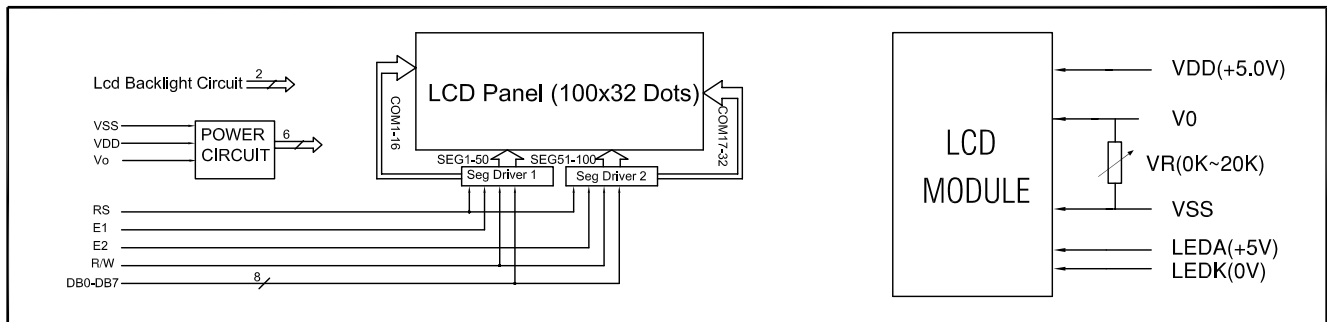 Lcd Backlight Circuit
2
VSS
VDD
Vo
POWER
CIRCUIT
6
LCD Panel (100x32 Dots)
COM1-16
COM17-32
SEG1-50
SEG51-100
Seg Driver 1
Seg Driver 2
RS
E1
E2
R/W
DB0-DB7
8
LCD
MODULE
VDD(+5.0V)
V0
VR(0K~20K)
VSS
LEDA(+5V)
LEDK(0V)